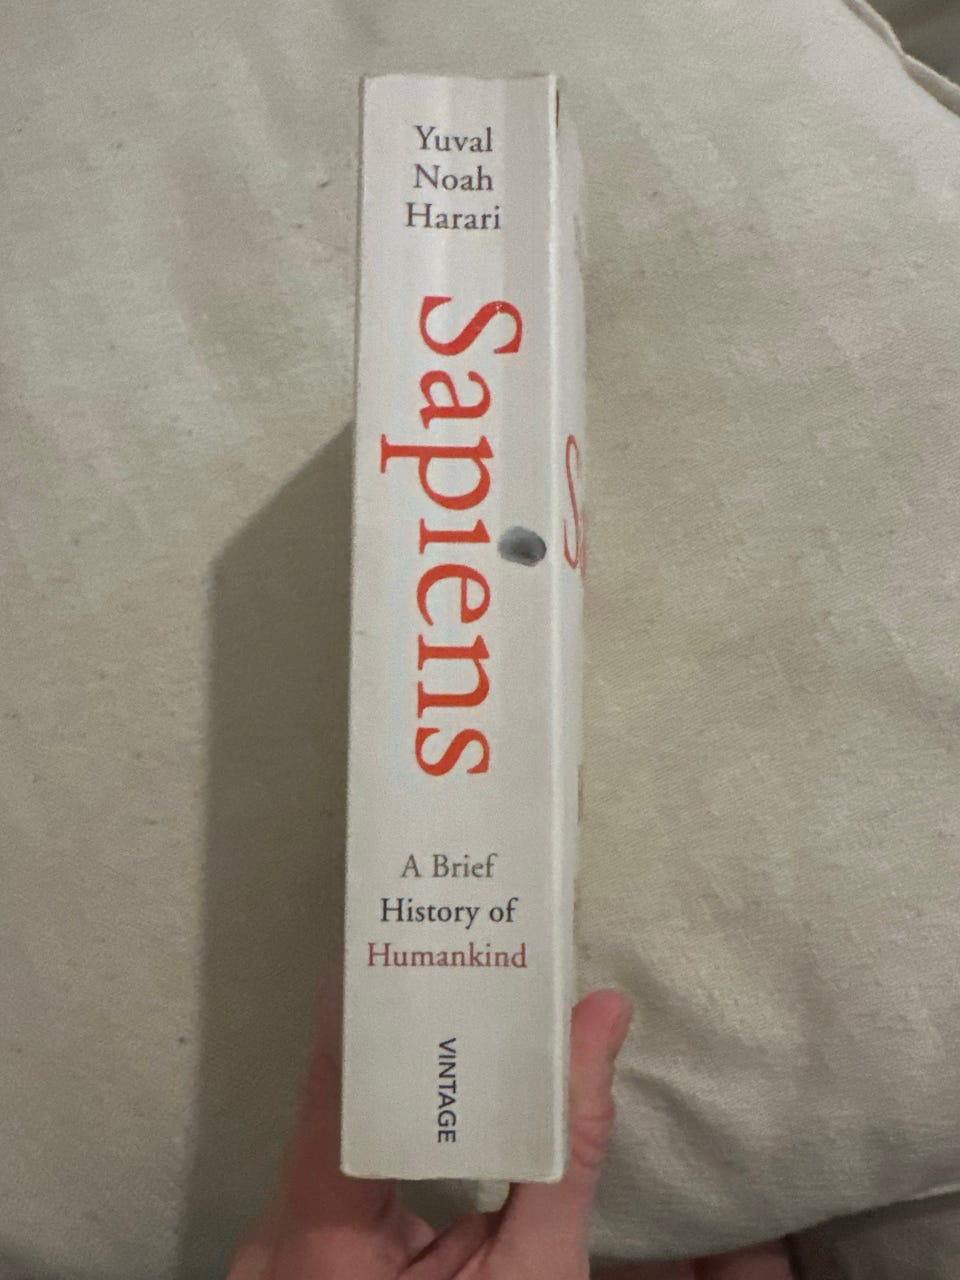 Yuval
Noah
Harari
Sapiens
A Brief
History of
Humankind
VINTAGE